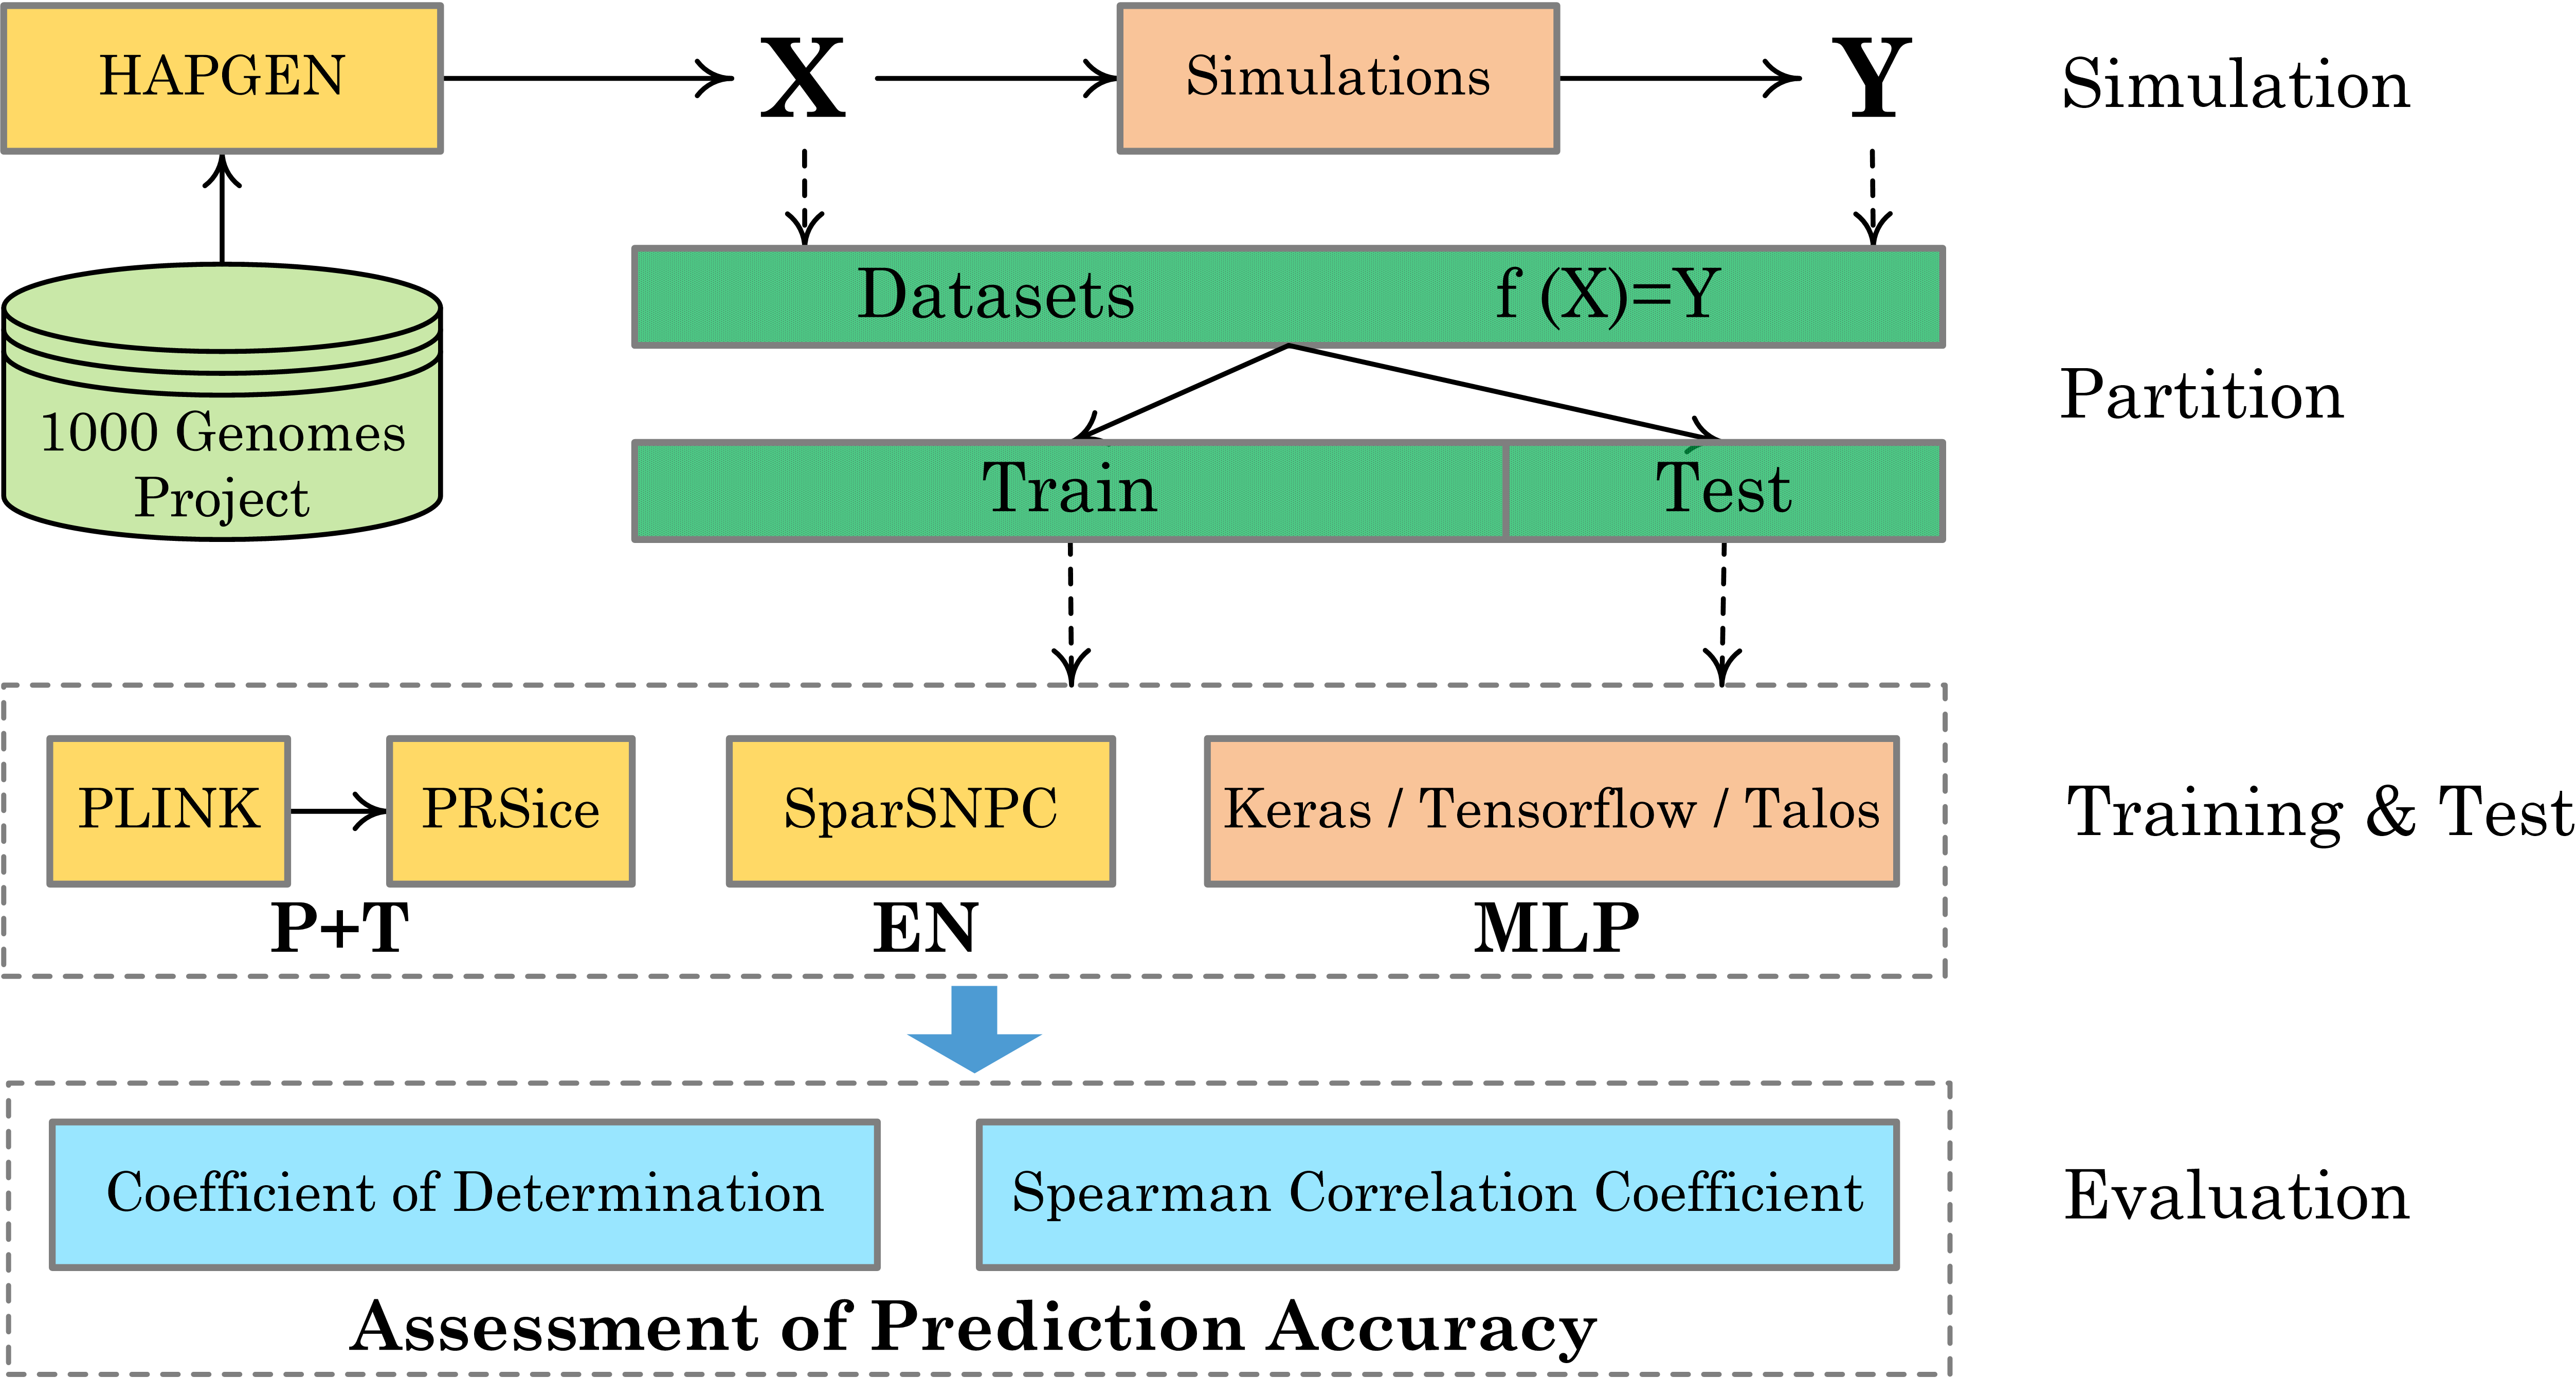 HAPGEN
X
Simulations
Y
Simulation
Datasets
f (X)=Y
Partition
1000 Genomes
Project
Train
Test
PLINK
PRSice
SparSNPC
Keras / Tensorflow / Talos
Training & Test
P+T
EN
MLP
Coefficient of Determination
Spearman Correlation Coefficient
Evaluation
Assessment of Prediction Accuracy